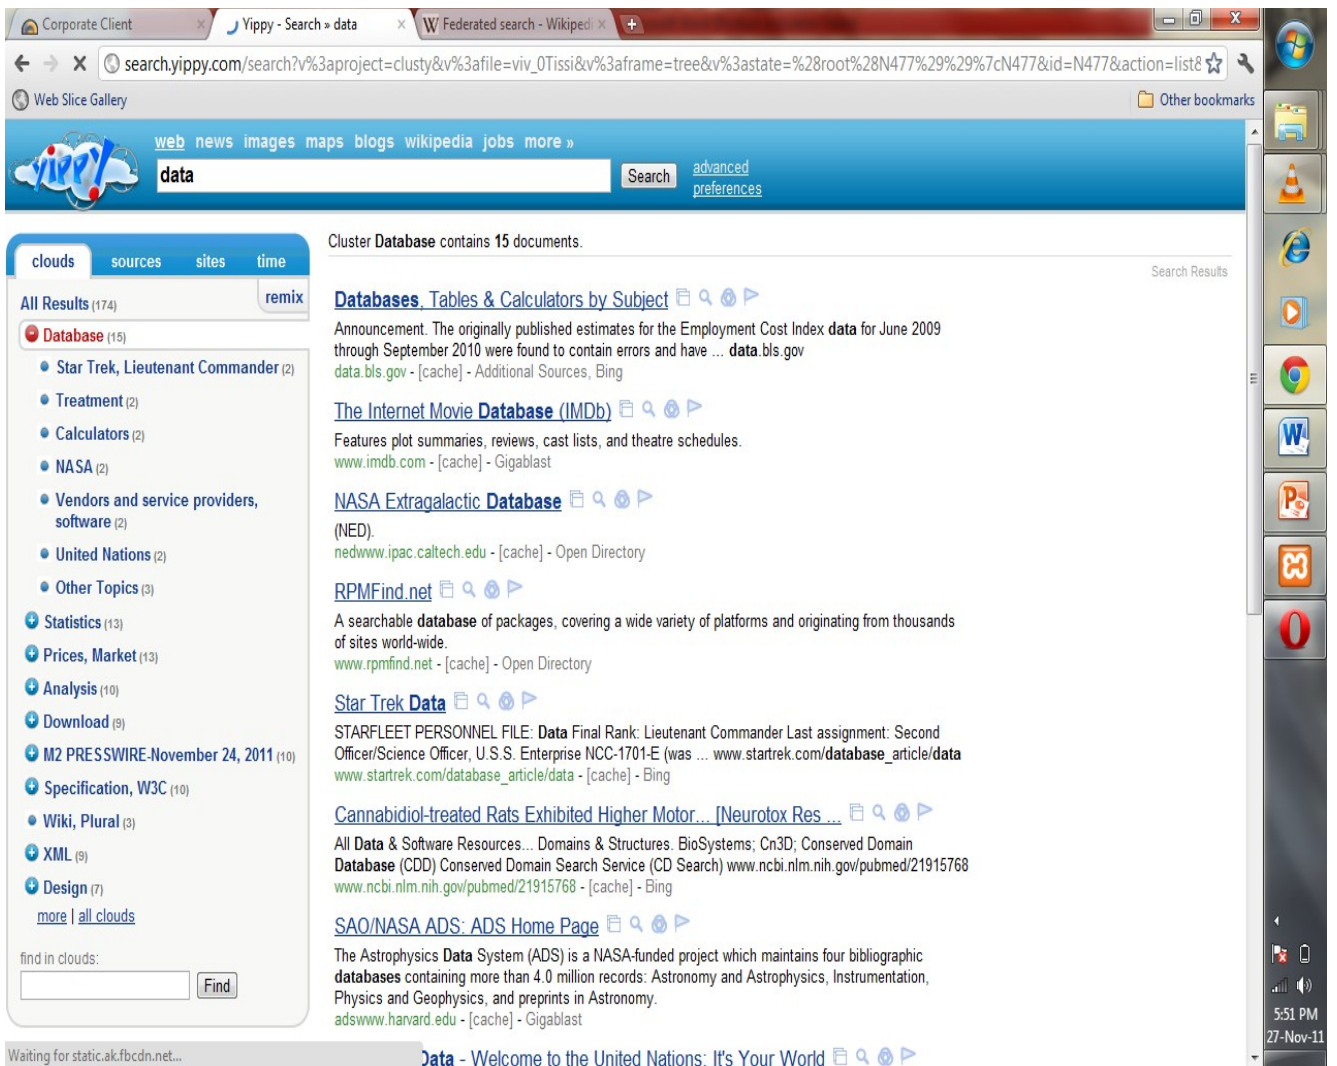 Corporate Client
Yippy - Search » data
Federated search - Wikipedi
search.yippy.com/search?v%3aproject=clusty&v%3afile=viv_0Tissi&v%3aframe=tree&v%3astate=%28root%28N477%29%29%7cN477&id=N477&action=list&
Web Slice Gallery
Other bookmarks
yippy!
web news images maps blogs wikipedia jobs more »
data
Search
advanced
preferences
clouds sources sites time
remix
All Results (174)
Database (15)
Star Trek, Lieutenant Commander (2)
Treatment (2)
Calculators (2)
NASA (2)
Vendors and service providers,
software (2)
United Nations (2)
Other Topics (3)
Statistics (13)
Prices, Market (13)
Analysis (10)
Download (9)
M2 PRESSWIRE-November 24, 2011 (10)
Specification, W3C (10)
Wiki, Plural (3)
XML (9)
Design (7)
more | all clouds
find in clouds:
Find
Cluster Database contains 15 documents.
Search Results
Databases, Tables & Calculators by Subject
Announcement. The originally published estimates for the Employment Cost Index data for June 2009
through September 2010 were found to contain errors and have ... data.bls.gov
data.bls.gov - [cache] - Additional Sources, Bing
The Internet Movie Database (IMDb)
Features plot summaries, reviews, cast lists, and theatre schedules.
www.imdb.com - [cache] - Gigablast
NASA Extragalactic Database
(NED).
nedwww.ipac.caltech.edu - [cache] - Open Directory
RPMFind.net
A searchable database of packages, covering a wide variety of platforms and originating from thousands
of sites world-wide.
www.rpmfind.net - [cache] - Open Directory
Star Trek Data
STARFLEET PERSONNEL FILE: Data Final Rank: Lieutenant Commander Last assignment: Second
Officer/Science Officer, U.S.S. Enterprise NCC-1701-E (was ... www.startrek.com/database_article/data
www.startrek.com/database_article/data - [cache] - Bing
Cannabidiol-treated Rats Exhibited Higher Motor... [Neurotox Res ...
All Data & Software Resources... Domains & Structures. BioSystems; Cn3D; Conserved Domain
Database (CDD) Conserved Domain Search Service (CD Search) www.ncbi.nlm.nih.gov/pubmed/21915768
www.ncbi.nlm.nih.gov/pubmed/21915768 - [cache] - Bing
SAO/NASA ADS: ADS Home Page
The Astrophysics Data System (ADS) is a NASA-funded project which maintains four bibliographic
databases containing more than 4.0 million records: Astronomy and Astrophysics, Instrumentation,
Physics and Geophysics, and preprints in Astronomy.
adswww.harvard.edu - [cache] - Gigablast
Data - Welcome to the United Nations: It's Your World
Waiting for static.ak.fbcdn.net...
5:51 PM
27-Nov-11